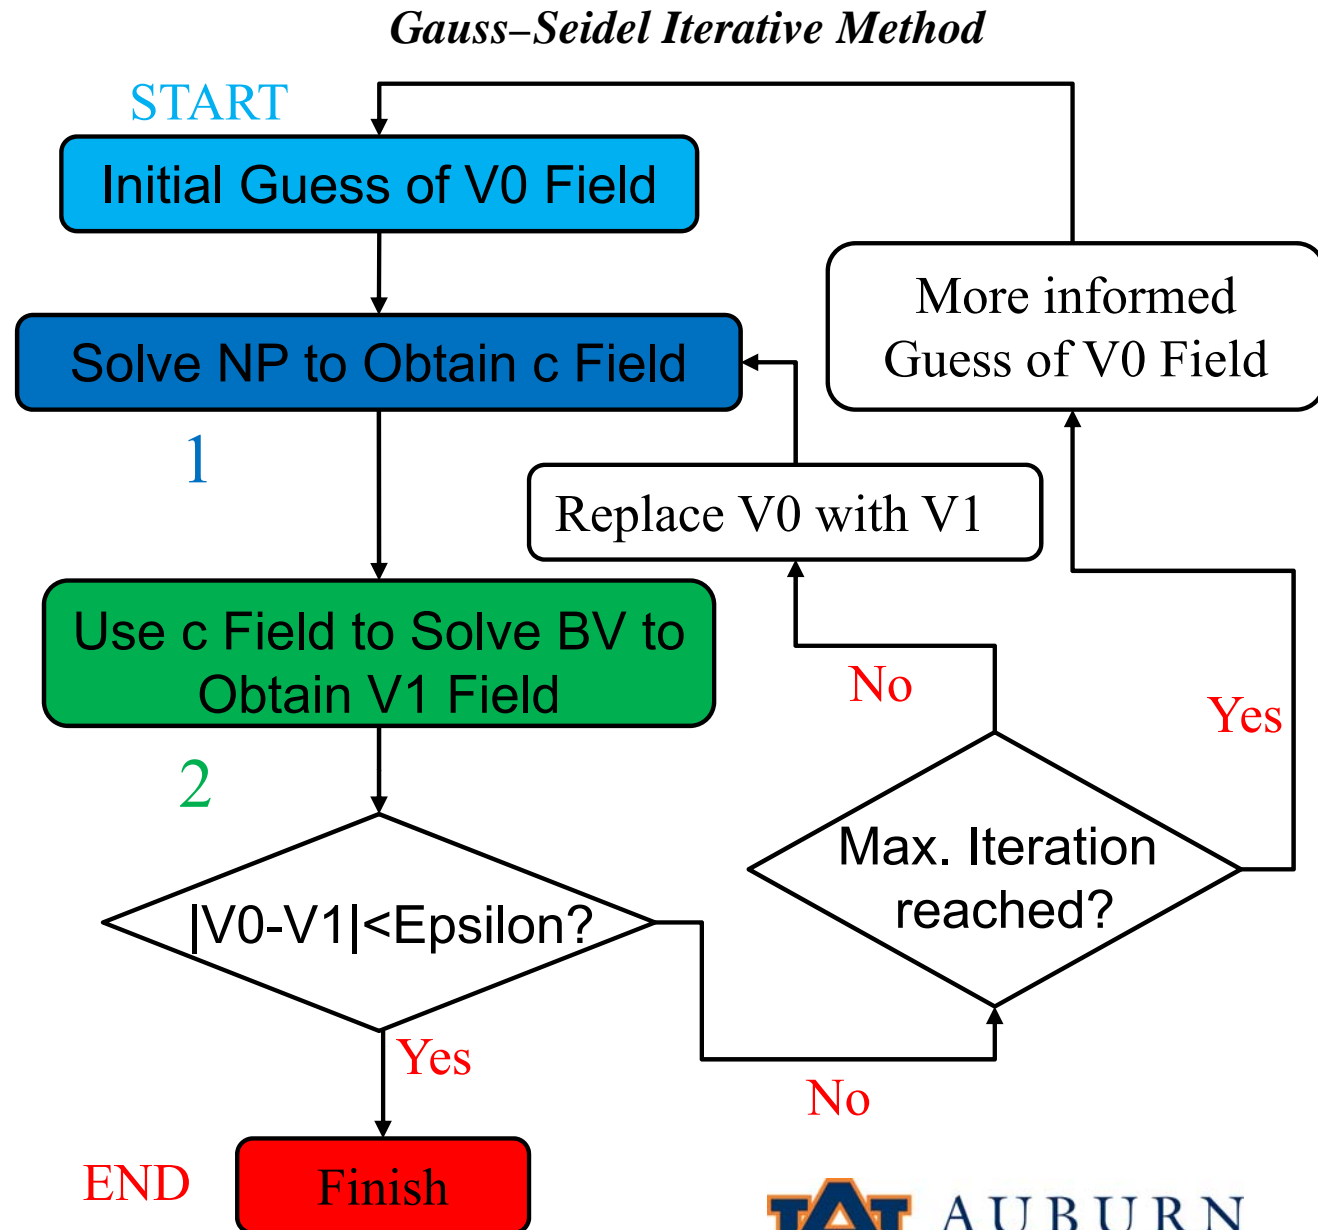 Gauss–Seidel Iterative Method
START
Initial Guess of V0 Field
More informed
Guess of V0 Field
Solve NP to Obtain c Field
1
Replace V0 with V1
Use c Field to Solve BV to
Obtain V1 Field
No
Yes
2
Max. Iteration
reached?
|V0-V1|<Epsilon?
Yes
No
END
Finish
AUBURN